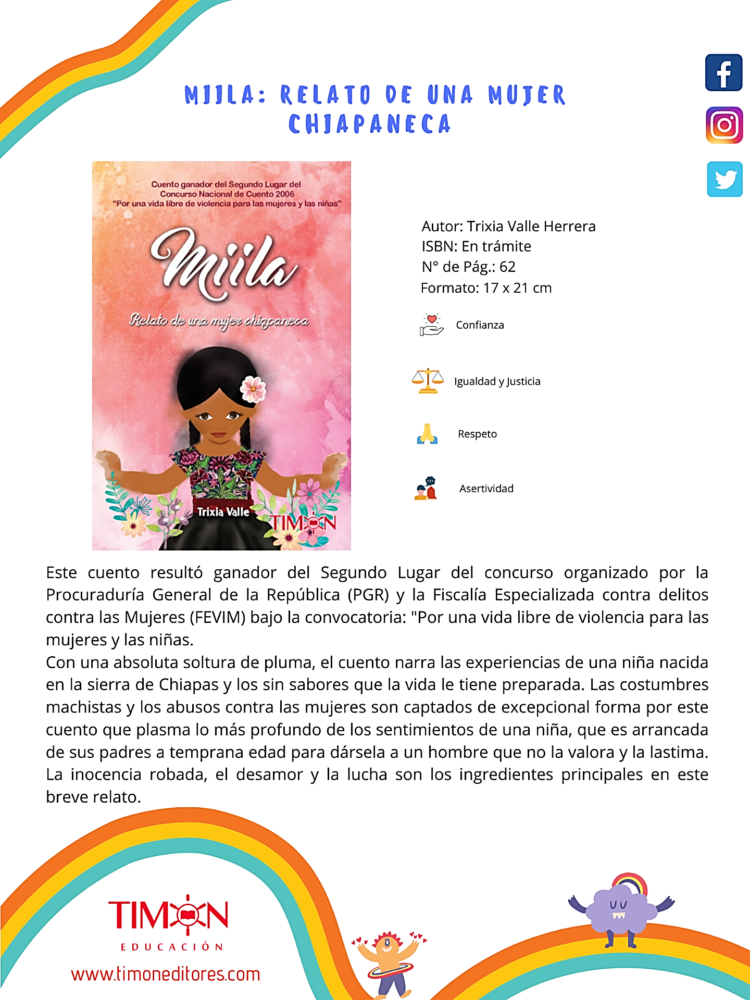 MIILA: RELATO DE UNA MUJER
CHIAPANECA
Cuento ganador del Segundo Lugar del
Concurso Nacional de Cuento 2006
“Por una vida libre de violencia para las mujeres y las niñas”
Miila
Relato de una mujer chiapaneca
Trixia Valle
TIMON
Autor: Trixia Valle Herrera
ISBN: En trámite
N° de Pág.: 62
Formato: 17 x 21 cm
Confianza
Igualdad y Justicia
Respeto
Asertividad
Este cuento resultó ganador del Segundo Lugar del concurso organizado por la
Procuraduría General de la República (PGR) y la Fiscalía Especializada contra delitos
contra las Mujeres (FEVIM) bajo la convocatoria: "Por una vida libre de violencia para las
mujeres y las niñas.
Con una absoluta soltura de pluma, el cuento narra las experiencias de una niña nacida
en la sierra de Chiapas y los sin sabores que la vida le tiene preparada. Las costumbres
machistas y los abusos contra las mujeres son captados de excepcional forma por este
cuento que plasma lo más profundo de los sentimientos de una niña, que es arrancada
de sus padres a temprana edad para dársela a un hombre que no la valora y la lastima.
La inocencia robada, el desamor y la lucha son los ingredientes principales en este
breve relato.
TIMON
EDUCACIÓN
www.timoneditores.com